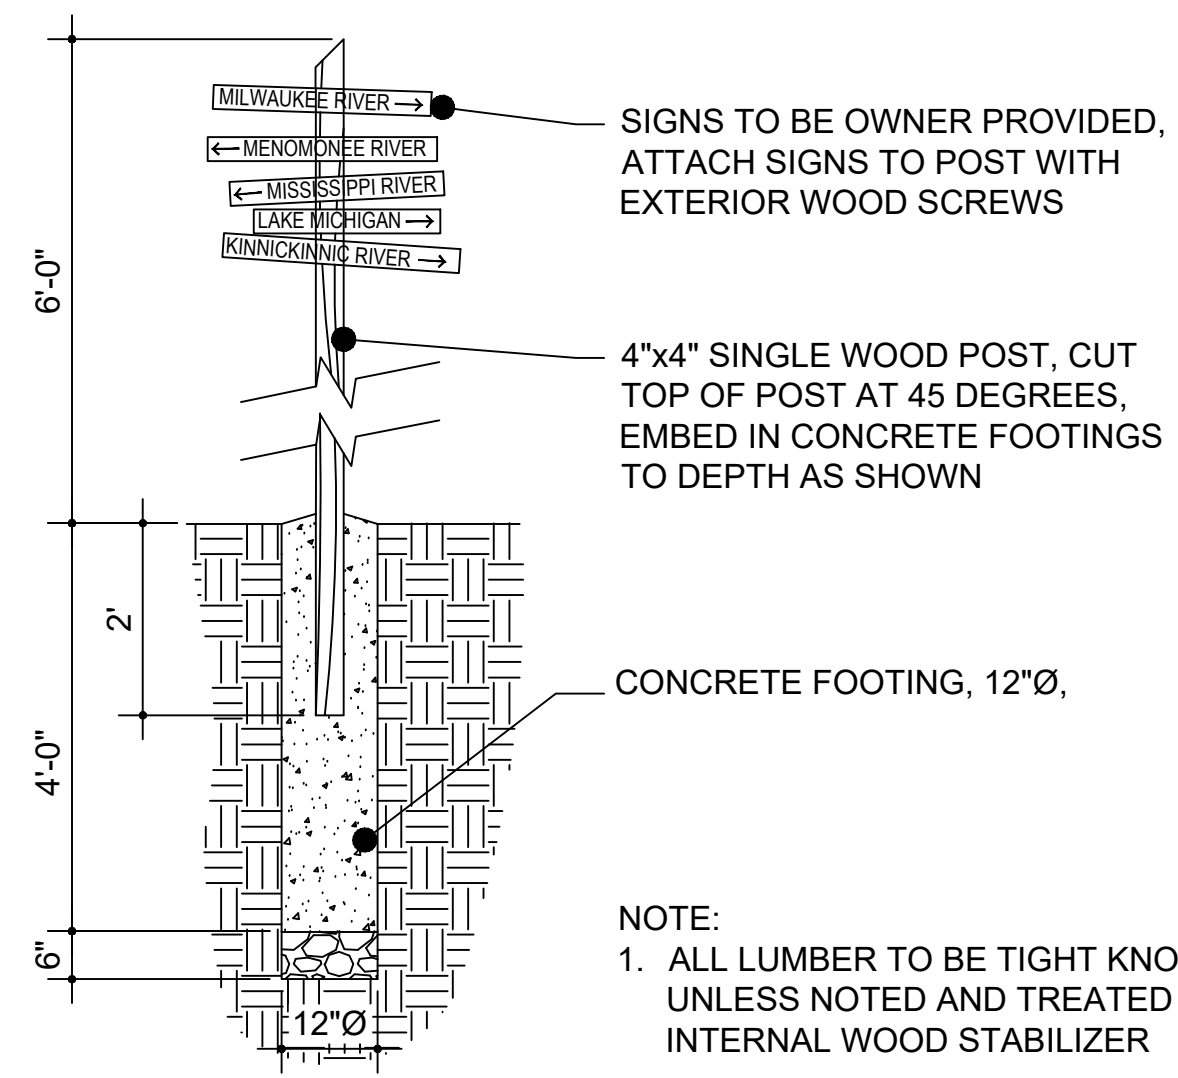 MILWAUKEE RIVER →
← MENOMONEE RIVER
← MISSISSIPPI RIVER
LAKE MICHIGAN →
KINNICKINNIC RIVER →
SIGNS TO BE OWNER PROVIDED,
ATTACH SIGNS TO POST WITH
EXTERIOR WOOD SCREWS
6'-0"
4"x4" SINGLE WOOD POST, CUT
TOP OF POST AT 45 DEGREES,
EMBED IN CONCRETE FOOTINGS
TO DEPTH AS SHOWN
2'
CONCRETE FOOTING, 12"Ø,
4'-0"
6"
12"Ø
NOTE:
1. ALL LUMBER TO BE TIGHT KNO
UNLESS NOTED AND TREATED
INTERNAL WOOD STABILIZER